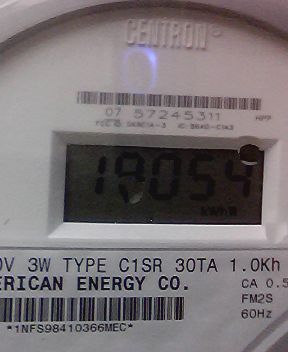 CENTRON®
07 57245311
19054
kWh
0V 3W TYPE C1SR 30TA 1.0Kh
ERICAN ENERGY CO.
CA 0.5
FM2S
60Hz
*1NFS98410366MEC*